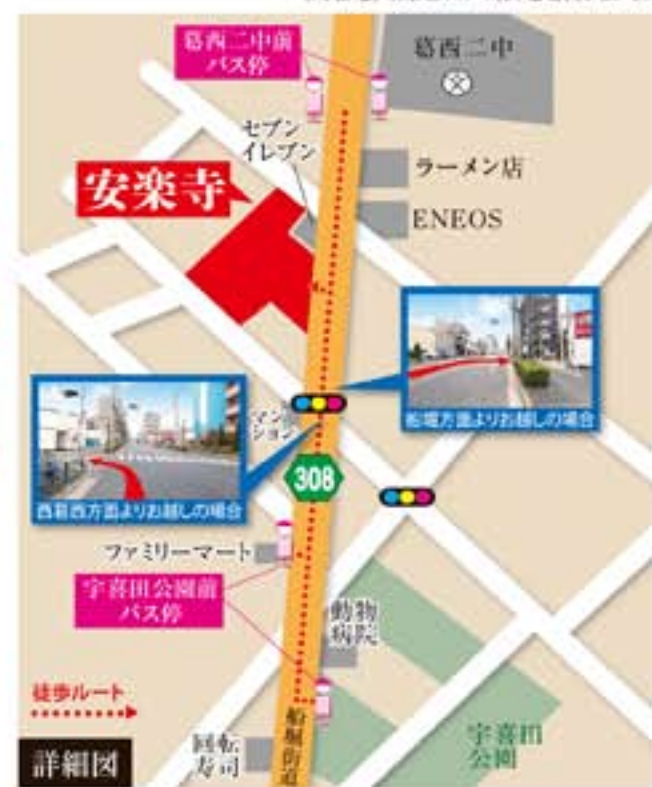 葛西二中前
バス停
葛西二中
セブン
イレブン
ラーメン店
安楽寺
ENEOS
船堀方面よりお越しの場合
マン
ション
西葛西方面よりお越しの場合
308
ファミリーマート
宇喜田公園前
バス停
動物
病院
徒歩ルート
船堀街道
回転
寿司
宇喜田
公園
詳細図